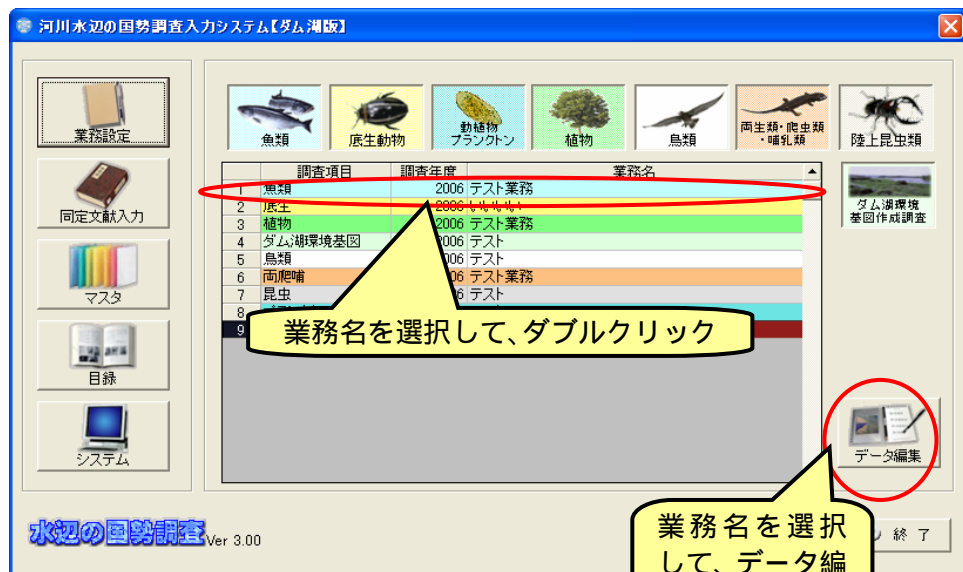 河川水辺の国勢調査入力システム【ダム湖版】
業務設定
同定文献入力
マスタ
目録
システム
魚類
底生動物
動植物
プランクトン
植物
鳥類
両生類・爬虫類
・哺乳類
陸上昆虫類
調査項目 調査年度 業務名
1 魚類 2006 テスト業務
2 底生 2006 いいいい
3 植物 2006 テスト業務
4 ダム湖環境基図 2006 テスト
5 鳥類 2006 テスト
6 両爬哺 2006 テスト業務
7 昆虫 テスト
8
9
業務名を選択して、ダブルクリック
ダム湖環境
基図作成調査
データ編集
業務名を選択
して、データ編
終了
水辺の国勢調査 Ver 3.00